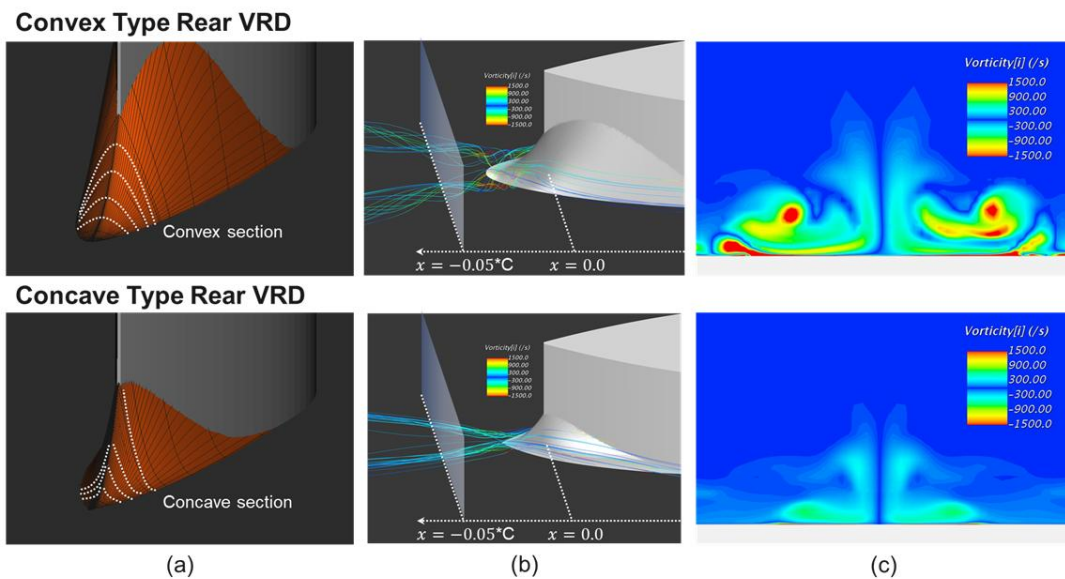 Convex Type Rear VRD
Convex section
Vorticity[i] (/s)
1500.0
900.00
300.00
-300.00
-900.00
-1500.0
x = −0.05*C
x = 0.0
Vorticity[i] (/s)
1500.0
900.00
300.00
-300.00
-900.00
-1500.0
Concave Type Rear VRD
Concave section
Vorticity[i] (/s)
1500.0
900.00
300.00
-300.00
-900.00
-1500.0
x = −0.05*C
x = 0.0
Vorticity[i] (/s)
1500.0
900.00
300.00
-300.00
-900.00
-1500.0
(a)
(b)
(c)